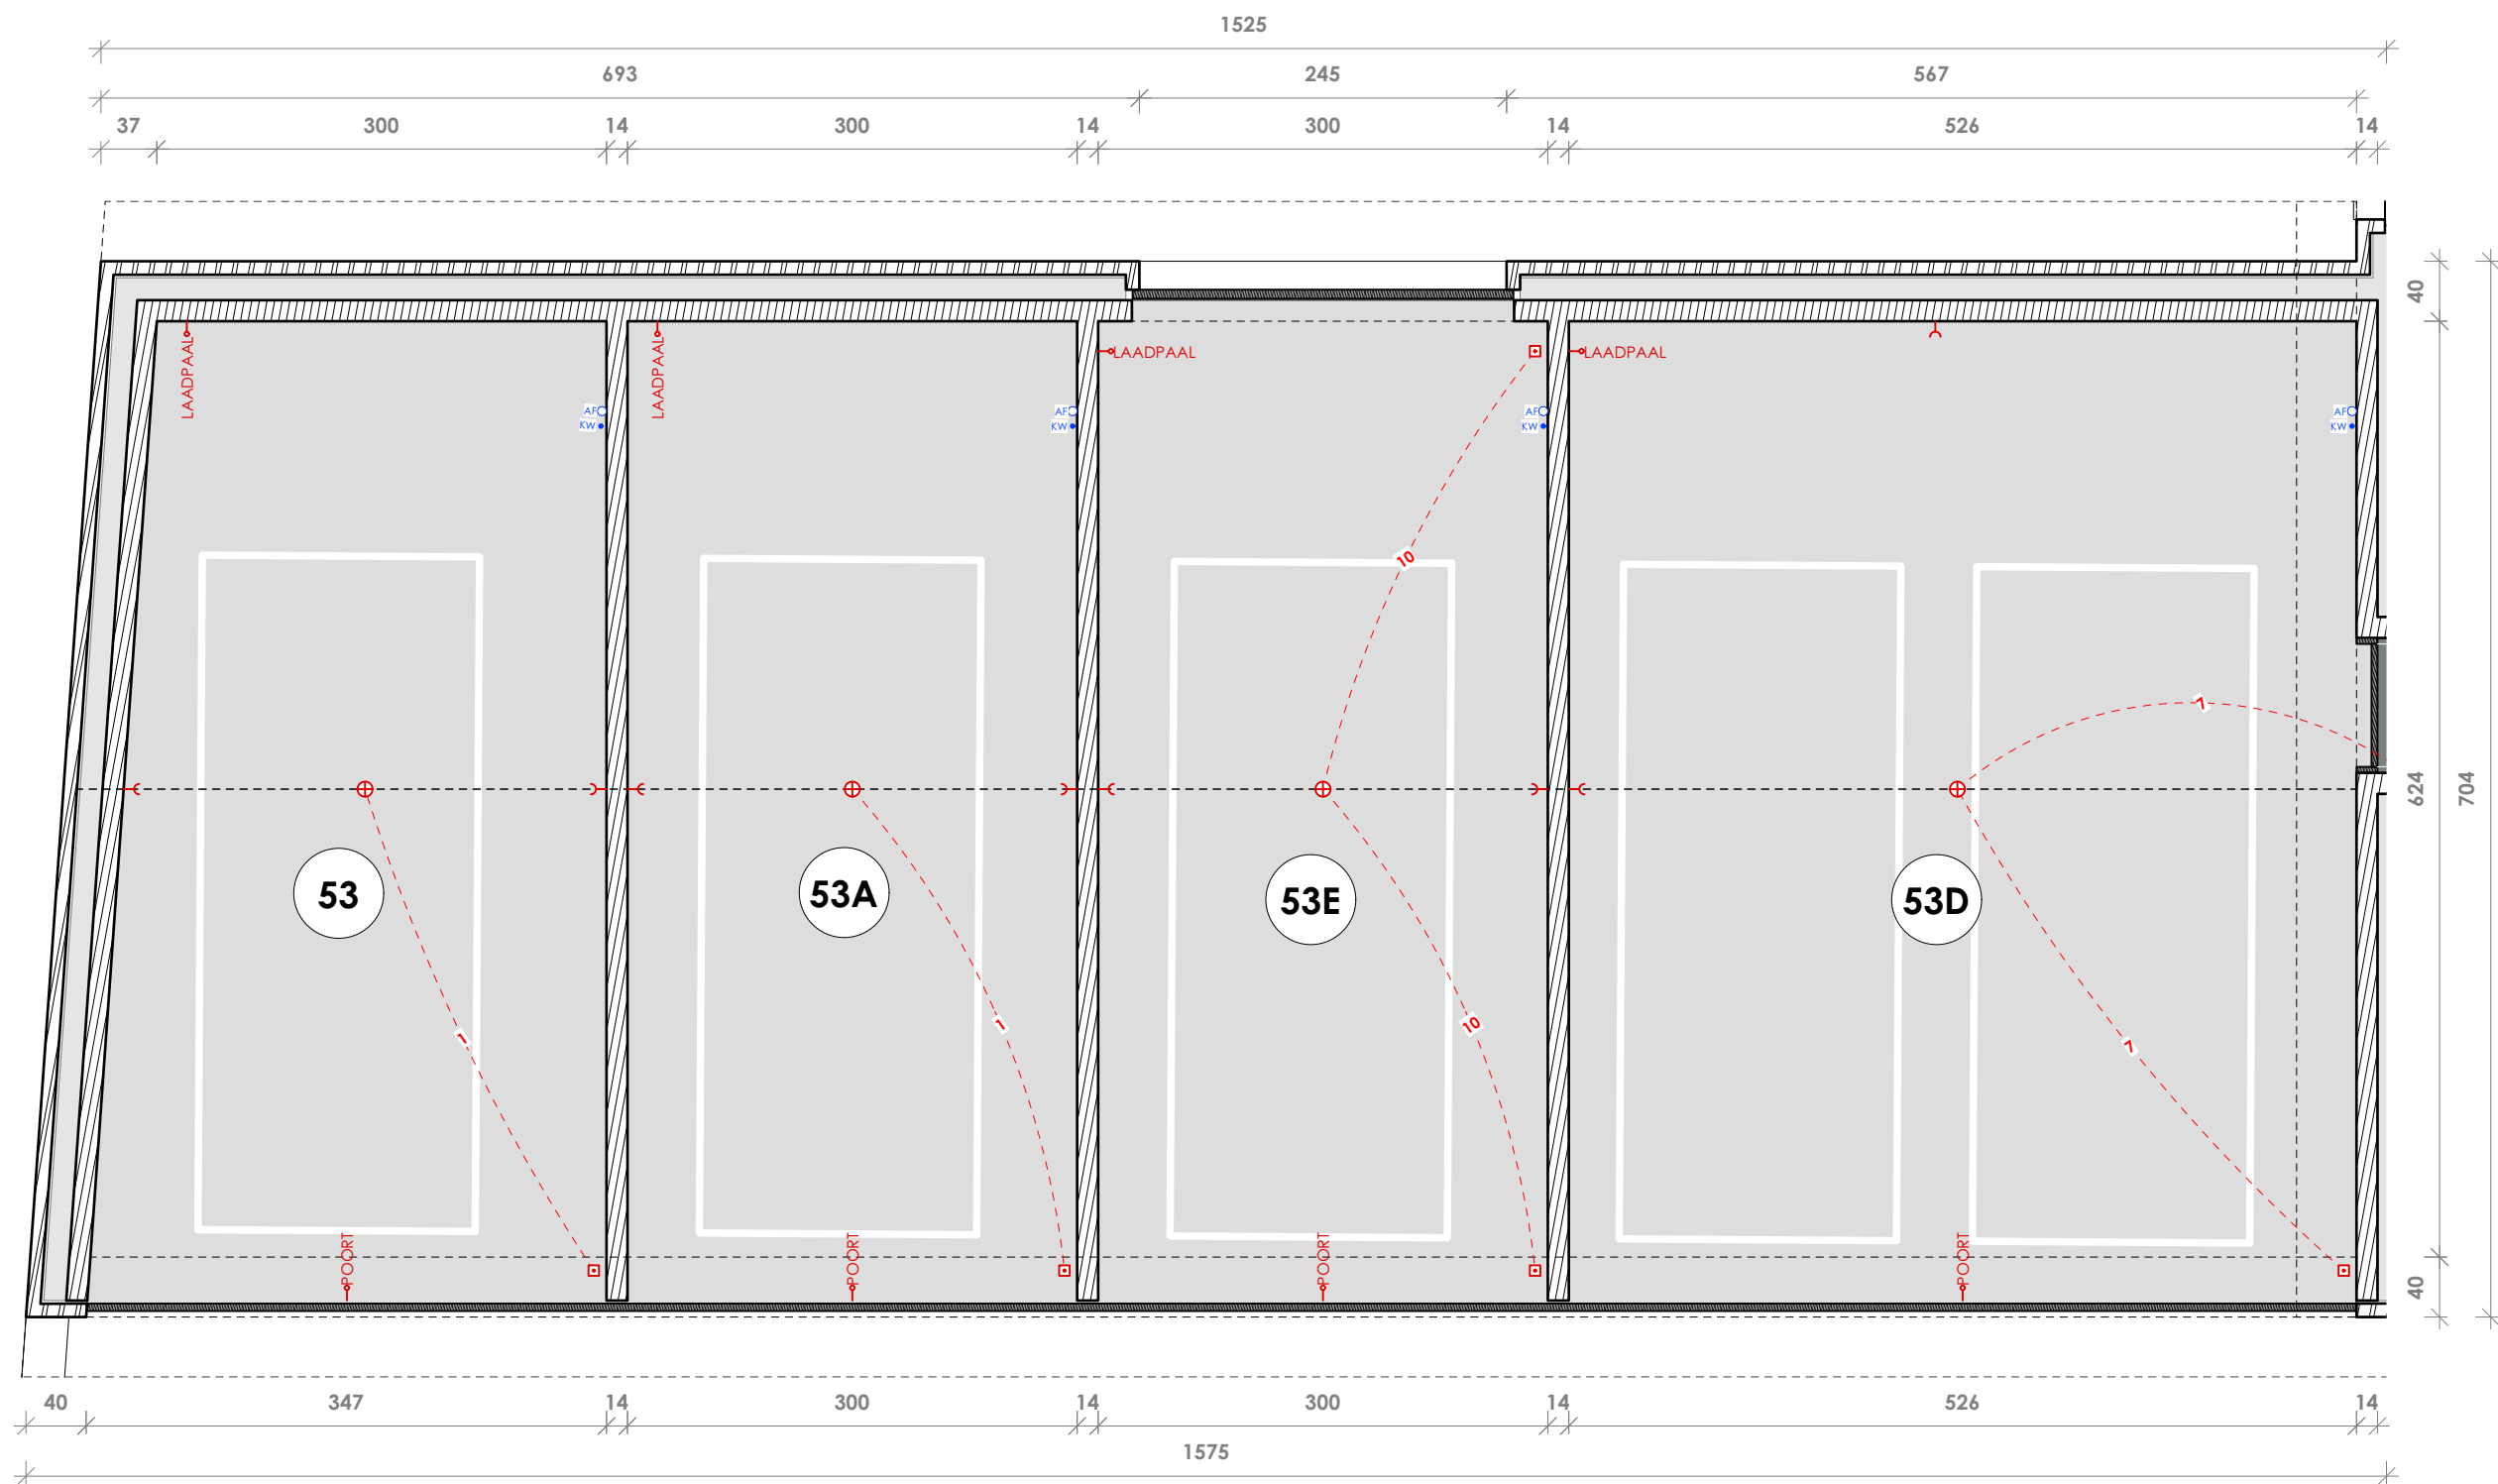 1525
693 245 567
37 300 14 300 14 300 14 526 14
40
LAADPAAL LAADPAAL LAADPAAL LAADPAAL
AF AF AF AF
KW KW KW KW
10
7
624 704
53 53A 53E 53D
1 1 10 7
POORT POORT POORT POORT
40
40 347 14 300 14 300 14 526 14
1575